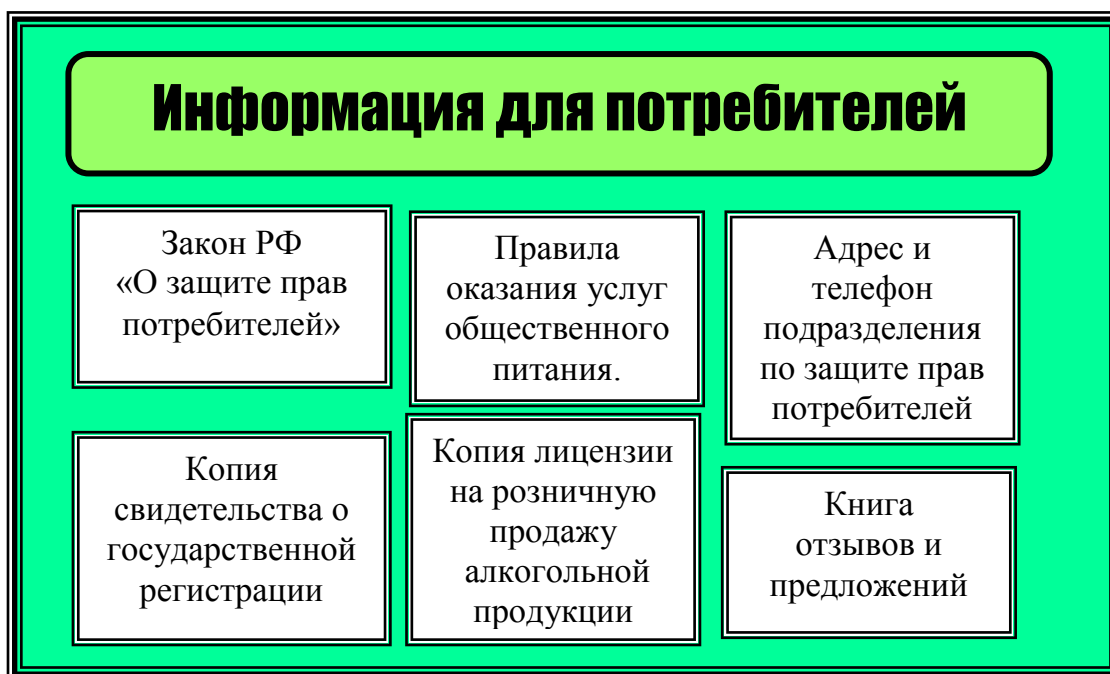 Информация для потребителей
Закон РФ
«О защите прав
потребителей»
Правила
оказания услуг
общественного
питания.
Адрес и
телефон
подразделения
по защите прав
потребителей
Копия
свидетельства о
государственной
регистрации
Копия лицензии
на розничную
продажу
алкогольной
продукции
Книга
отзывов и
предложений